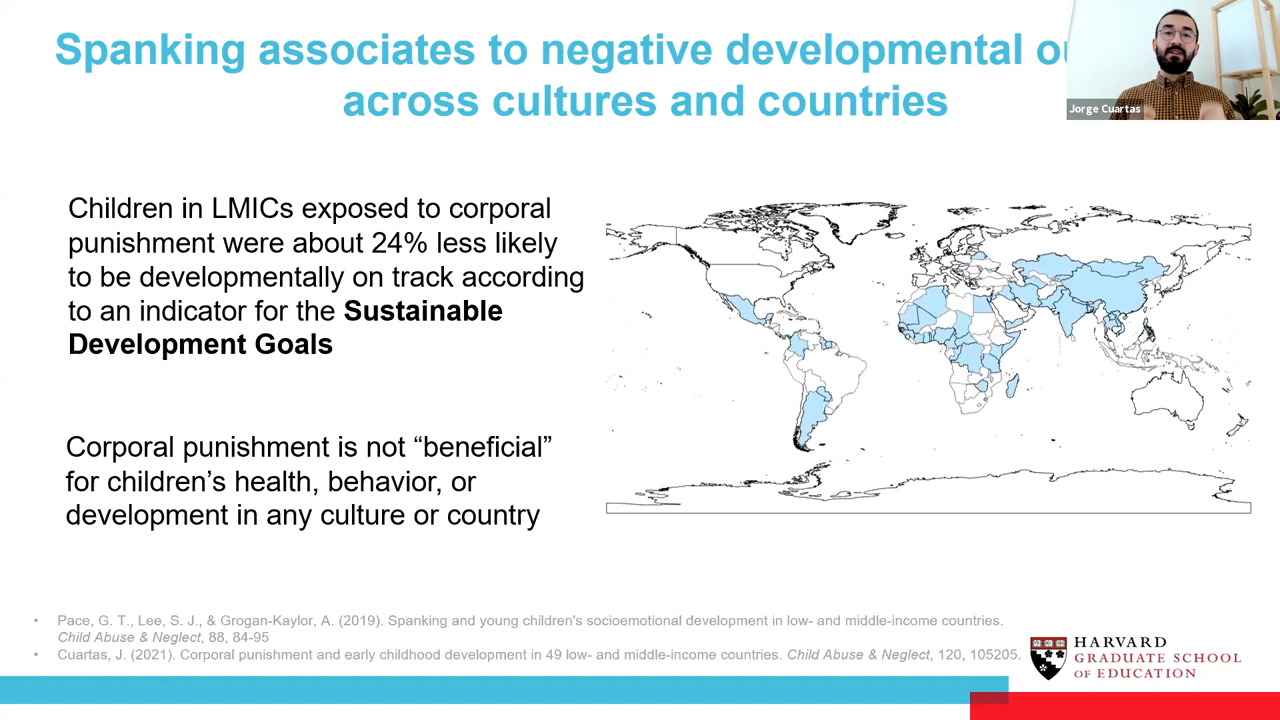 Spanking associates to negative developmental
across cultures and countries
Jorge Cuartas
Children in LMICs exposed to corporal
punishment were about 24% less likely
to be developmentally on track according
to an indicator for the Sustainable
Development Goals
Corporal punishment is not “beneficial”
for children’s health, behavior, or
development in any culture or country
• Pace, G. T., Lee, S. J., & Grogan-Kaylor, A. (2019). Spanking and young children's socioemotional development in low- and middle-income countries.
Child Abuse & Neglect, 88, 84-95
• Cuartas, J. (2021). Corporal punishment and early childhood development in 49 low- and middle-income countries. Child Abuse & Neglect, 120, 105205.
HARVARD
GRADUATE SCHOOL
OF EDUCATION